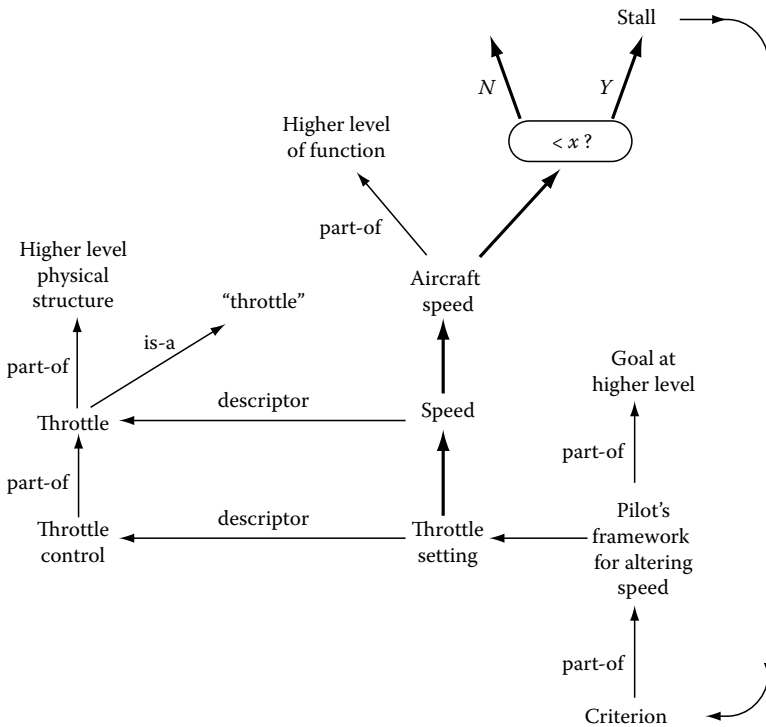 Stall
N
Y
< x ?
Higher level
of function
part-of
Higher level
physical
structure
Aircraft
speed
"throttle"
is-a
part-of
Goal at
higher level
descriptor
Speed
Throttle
part-of
part-of
Throttle
control
descriptor
Throttle
setting
Pilot's
framework
for altering
speed
part-of
Criterion